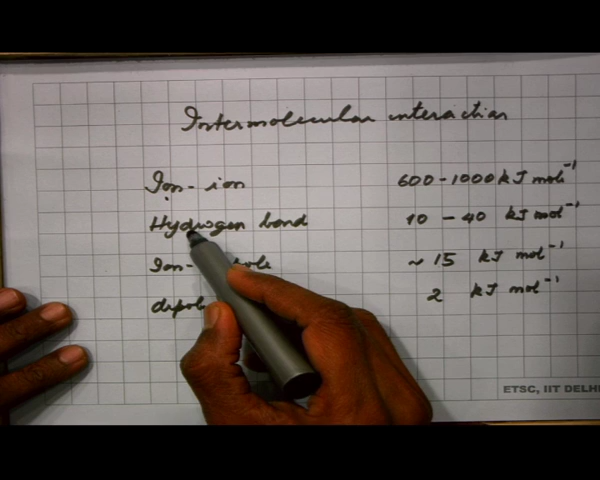 Intermolecular interaction
Ion-ion 600-1000 kJ mol⁻¹
Hydrogen bond 10 - 40 kJ mol⁻¹
Ion- ~ 15 kJ mol⁻¹
2 kJ mol⁻¹
ETSC, IIT DELHI